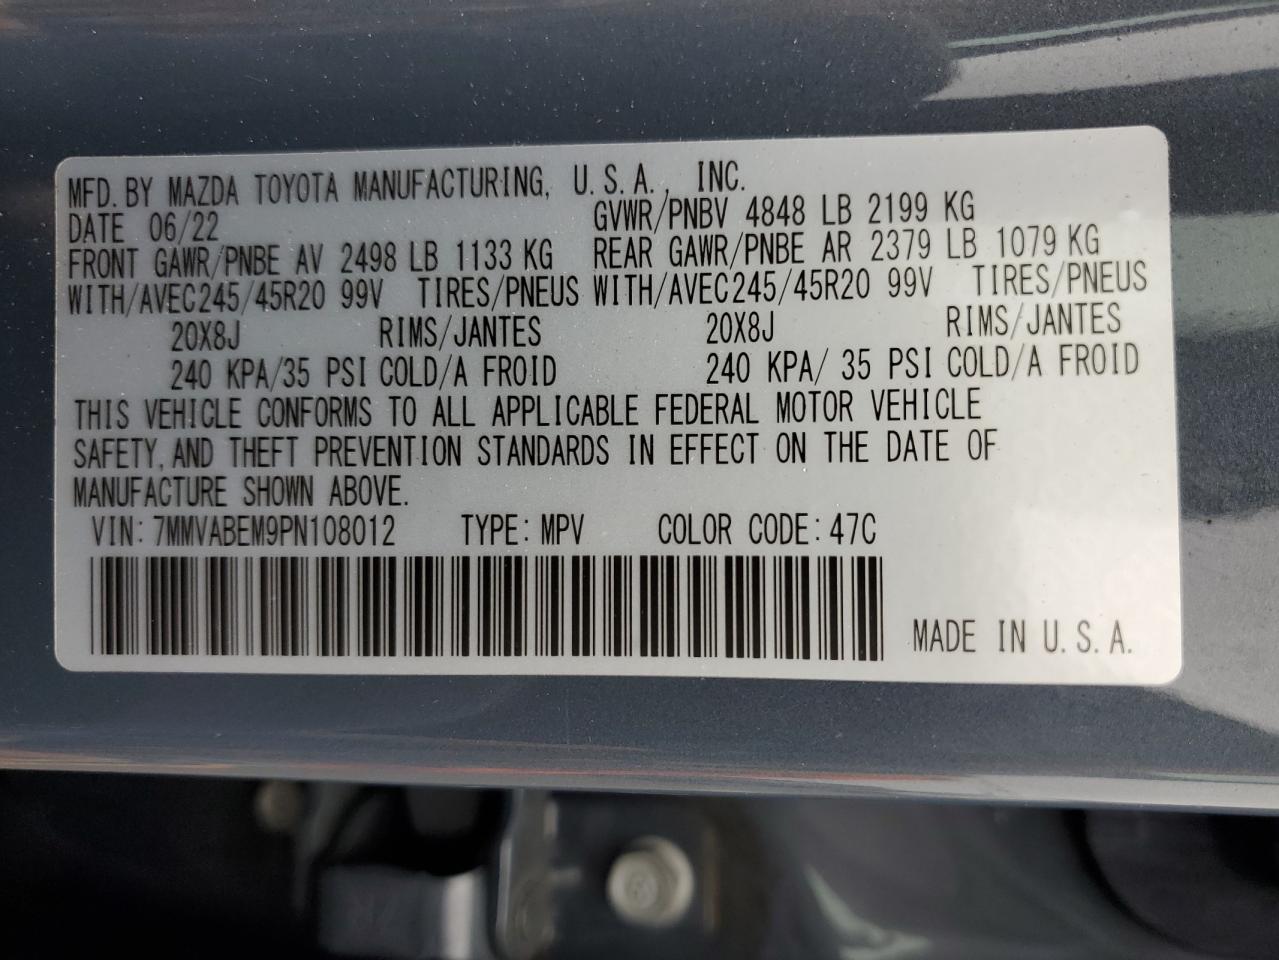 MFD. BY MAZDA TOYOTA MANUFACTURING, U.S.A., INC.
DATE 06/22 GVWR/PNBV 4848 LB 2199 KG
FRONT GAWR/PNBE AV 2498 LB 1133 KG REAR GAWR/PNBE AR 2379 LB 1079 KG
WITH/AVEC245/45R20 99V TIRES/PNEUS WITH/AVEC245/45R20 99V TIRES/PNEUS
20X8J RIMS/JANTES 20X8J RIMS/JANTES
240 KPA/35 PSI COLD/A FROID 240 KPA/ 35 PSI COLD/A FROID
THIS VEHICLE CONFORMS TO ALL APPLICABLE FEDERAL MOTOR VEHICLE
SAFETY, AND THEFT PREVENTION STANDARDS IN EFFECT ON THE DATE OF
MANUFACTURE SHOWN ABOVE.
VIN: 7MMVABEM9PN108012 TYPE: MPV COLOR CODE: 47C
MADE IN U.S.A.